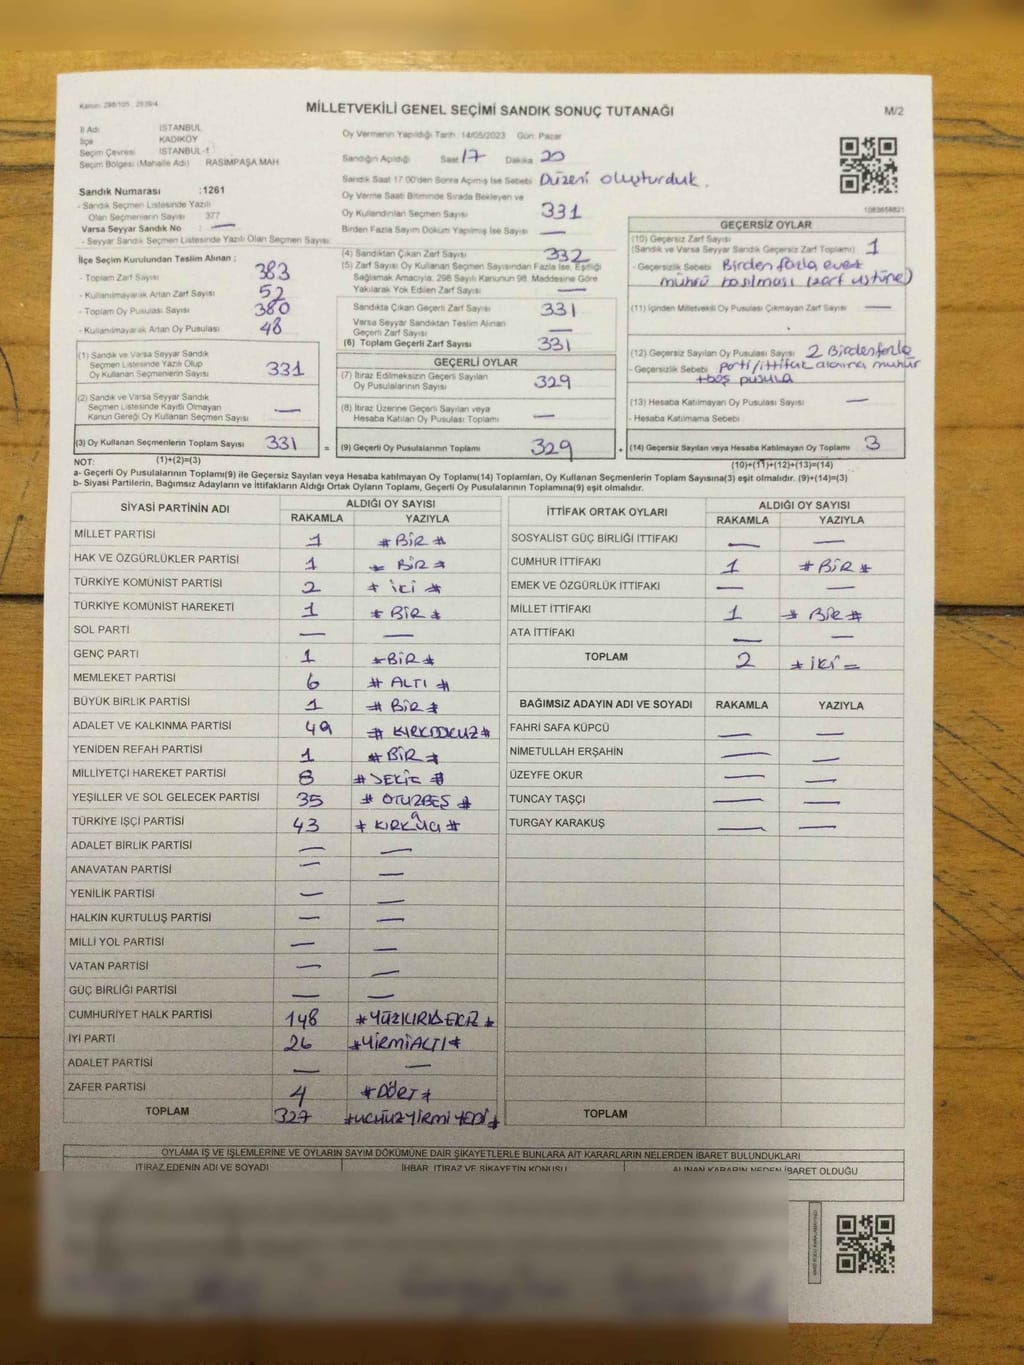 Kanun: 298/105 , 2839/4
MİLLETVEKİLİ GENEL SEÇİMİ SANDIK SONUÇ TUTANAĞI
M/2
İl Adı : İSTANBUL
İlçe KADIKÖY
Seçim Çevresi İSTANBUL-1
Seçim Bölgesi (Mahalle Adı) RASIMPAŞA MAH
Sandık Numarası :1261
- Sandık Seçmen Listesinde Yazılı
Olan Seçmenlerin Sayısı 377
Varsa Seyyar Sandık No : —
- Seyyar Sandık Seçmen Listesinde Yazılı Olan Seçmen Sayısı:
İlçe Seçim Kurulundan Teslim Alınan ;
- Toplam Zarf Sayısı : 383
- Kullanılmayarak Artan Zarf Sayısı : 52
- Toplam Oy Pusulası Sayısı : 380
- Kullanılmayarak Artan Oy Pusulası : 48
(1) Sandık ve Varsa Seyyar Sandık
Seçmen Listesinde Yazılı Olup
Oy Kullanan Seçmenlerin Sayısı : 331
(2) Sandık ve Varsa Seyyar Sandık
Seçmen Listesinde Kayıtlı Olmayan
Kanun Gereği Oy Kullanan Seçmen Sayısı : —
(3) Oy Kullanan Seçmenlerin Toplam Sayısı : 331
Oy Vermenin Yapıldığı Tarih :14/05/2023 Gün: Pazar
Sandığın Açıldığı Saat :17 Dakika :20
Sandık Saat 17:00'den Sonra Açılmış İse Sebebi: Düzeni oluşturduk.
Oy Verme Saati Bitiminde Sırada Bekleyen ve
Oy Kullandırılan Seçmen Sayısı : 331
Birden Fazla Sayım Döküm Yapılmış İse Sayısı : —
(4) Sandıktan Çıkan Zarf Sayısı : 332
(5) Zarf Sayısı Oy Kullanan Seçmen Sayısından Fazla İse, Eşitliği
Sağlamak Amacıyla; 298 Sayılı Kanunun 98. Maddesine Göre
Yakılarak Yok Edilen Zarf Sayısı : —
Sandıkta Çıkan Geçerli Zarf Sayısı : 331
Varsa Seyyar Sandıktan Teslim Alınan
Geçerli Zarf Sayısı : —
(6) Toplam Geçerli Zarf Sayısı : 331
GEÇERLİ OYLAR
(7) İtiraz Edilmeksizin Geçerli Sayılan
Oy Pusulalarının Sayısı : 329
(8) İtiraz Üzerine Geçerli Sayılan veya
Hesaba Katılan Oy Pusulası Toplamı : —
= (9) Geçerli Oy Pusulalarının Toplamı : 329
1083658821
GEÇERSİZ OYLAR
(10) Geçersiz Zarf Sayısı
(Sandık ve Varsa Seyyar Sandık Geçersiz Zarf Toplamı) : 1
- Geçersizlik Sebebi : Birden fazla evet
mührü basılması (zarf üstüne)
(11) İçinden Milletvekili Oy Pusulası Çıkmayan Zarf Sayısı : —
(12) Geçersiz Sayılan Oy Pusulası Sayısı : 2 Birden fazla
- Geçersizlik Sebebi : parti/ittifak alanına mühür
+boş pusula
(13) Hesaba Katılmayan Oy Pusulası Sayısı : —
- Hesaba Katılmama Sebebi :
+ (14) Geçersiz Sayılan veya Hesaba Katılmayan Oy Toplamı : 3
NOT: (1)+(2)=(3) (10)+(11)+(12)+(13)=(14)
a- Geçerli Oy Pusulalarının Toplamı(9) ile Geçersiz Sayılan veya Hesaba katılmayan Oy Toplamı(14) Toplamları, Oy Kullanan Seçmenlerin Toplam Sayısına(3) eşit olmalıdır. (9)+(14)=(3)
b- Siyasi Partilerin, Bağımsız Adayların ve İttifakların Aldığı Ortak Oyların Toplamı, Geçerli Oy Pusulalarının Toplamına(9) eşit olmalıdır.
SİYASİ PARTİNİN ADI ALDIĞI OY SAYISI
RAKAMLA YAZIYLA
MİLLET PARTİSİ 1 # BİR #
HAK VE ÖZGÜRLÜKLER PARTİSİ 1 # BİR #
TÜRKİYE KOMÜNİST PARTİSİ 2 # İKİ #
TÜRKİYE KOMÜNİST HAREKETİ 1 # BİR #
SOL PARTİ — —
GENÇ PARTİ 1 # BİR #
MEMLEKET PARTİSİ 6 # ALTI #
BÜYÜK BİRLİK PARTİSİ 1 # BİR #
ADALET VE KALKINMA PARTİSİ 49 # KIRKDOKUZ #
YENİDEN REFAH PARTİSİ 1 # BİR #
MİLLİYETÇİ HAREKET PARTİSİ 8 # SEKİZ #
YEŞİLLER VE SOL GELECEK PARTİSİ 35 # OTUZBEŞ #
TÜRKİYE İŞÇİ PARTİSİ 43 # KIRKÜÇ #
ADALET BİRLİK PARTİSİ — —
ANAVATAN PARTİSİ — —
YENİLİK PARTİSİ — —
HALKIN KURTULUŞ PARTİSİ — —
MİLLİ YOL PARTİSİ — —
VATAN PARTİSİ — —
GÜÇ BİRLİĞİ PARTİSİ — —
CUMHURİYET HALK PARTİSİ 148 # YÜZKIRKSEKİZ #
İYİ PARTİ 26 # YİRMİALTI #
ADALET PARTİSİ — —
ZAFER PARTİSİ 4 # DÖRT #
TOPLAM 327 # ÜÇYÜZYİRMİYEDİ #
İTTİFAK ORTAK OYLARI ALDIĞI OY SAYISI
RAKAMLA YAZIYLA
SOSYALİST GÜÇ BİRLİĞİ İTTİFAKI — —
CUMHUR İTTİFAKI 1 # BİR #
EMEK VE ÖZGÜRLÜK İTTİFAKI — —
MİLLET İTTİFAKI 1 # BİR #
ATA İTTİFAKI — —
TOPLAM 2 # İKİ =
BAĞIMSIZ ADAYIN ADI VE SOYADI RAKAMLA YAZIYLA
FAHRİ SAFA KÜPCÜ — —
NİMETULLAH ERŞAHİN — —
ÜZEYFE OKUR — —
TUNCAY TAŞÇI — —
TURGAY KARAKUŞ — —
TOPLAM
OYLAMA İŞ VE İŞLEMLERİNE VE OYLARIN SAYIM DÖKÜMÜNE DAİR ŞİKAYETLERLE BUNLARA AİT KARARLARIN NELERDEN İBARET BULUNDUKLARI
İTİRAZ EDENİN ADI VE SOYADI İHBAR, İTİRAZ VE ŞİKAYETİN KONUSU ALINAN KARARIN NEDEN İBARET OLDUĞU